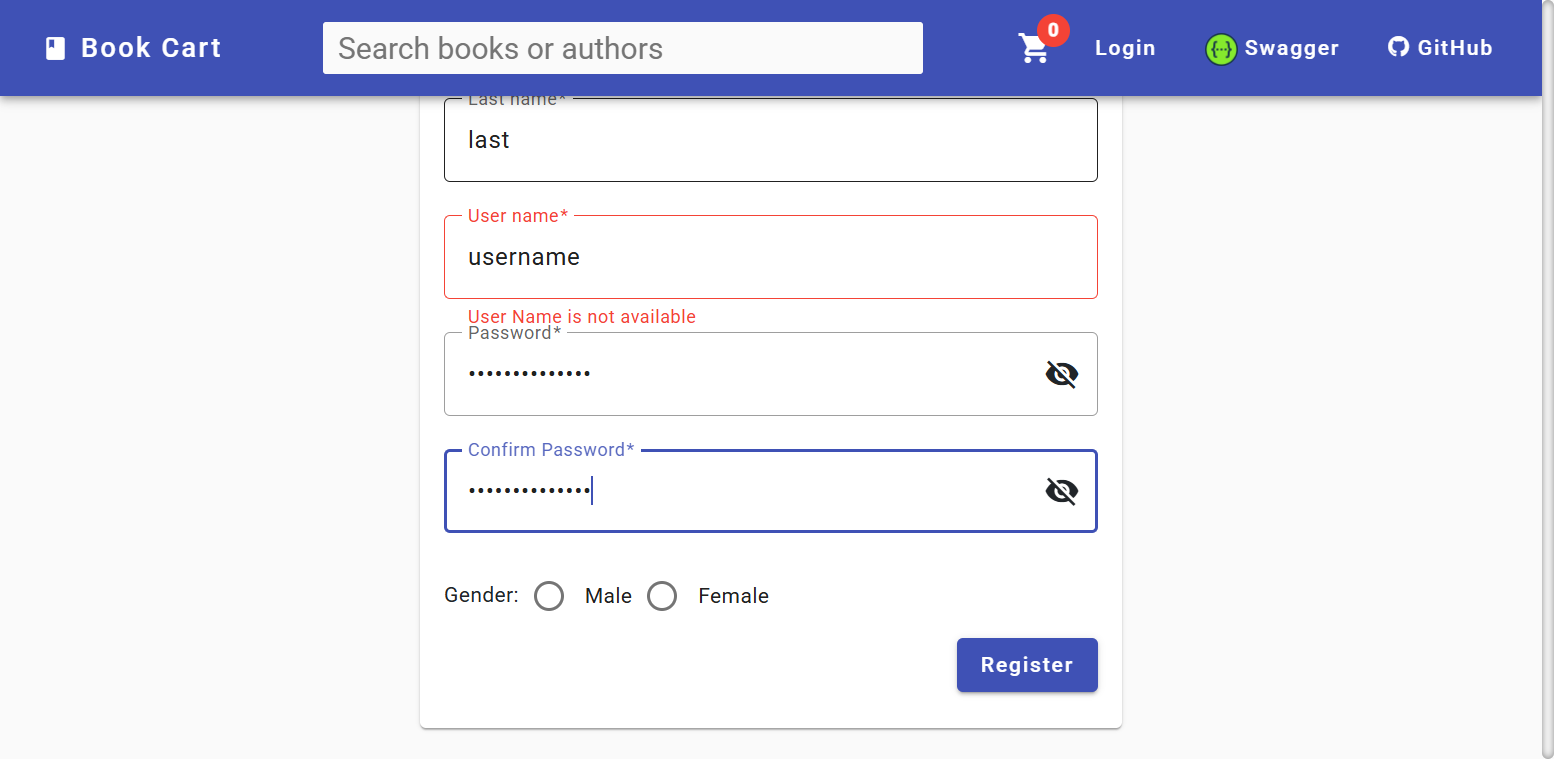 Book Cart
Search books or authors
0
Login
Swagger
GitHub
Last name*
last
User name*
username
User Name is not available
Password*
••••••••••••••
Confirm Password*
••••••••••••••
Gender: Male Female
Register